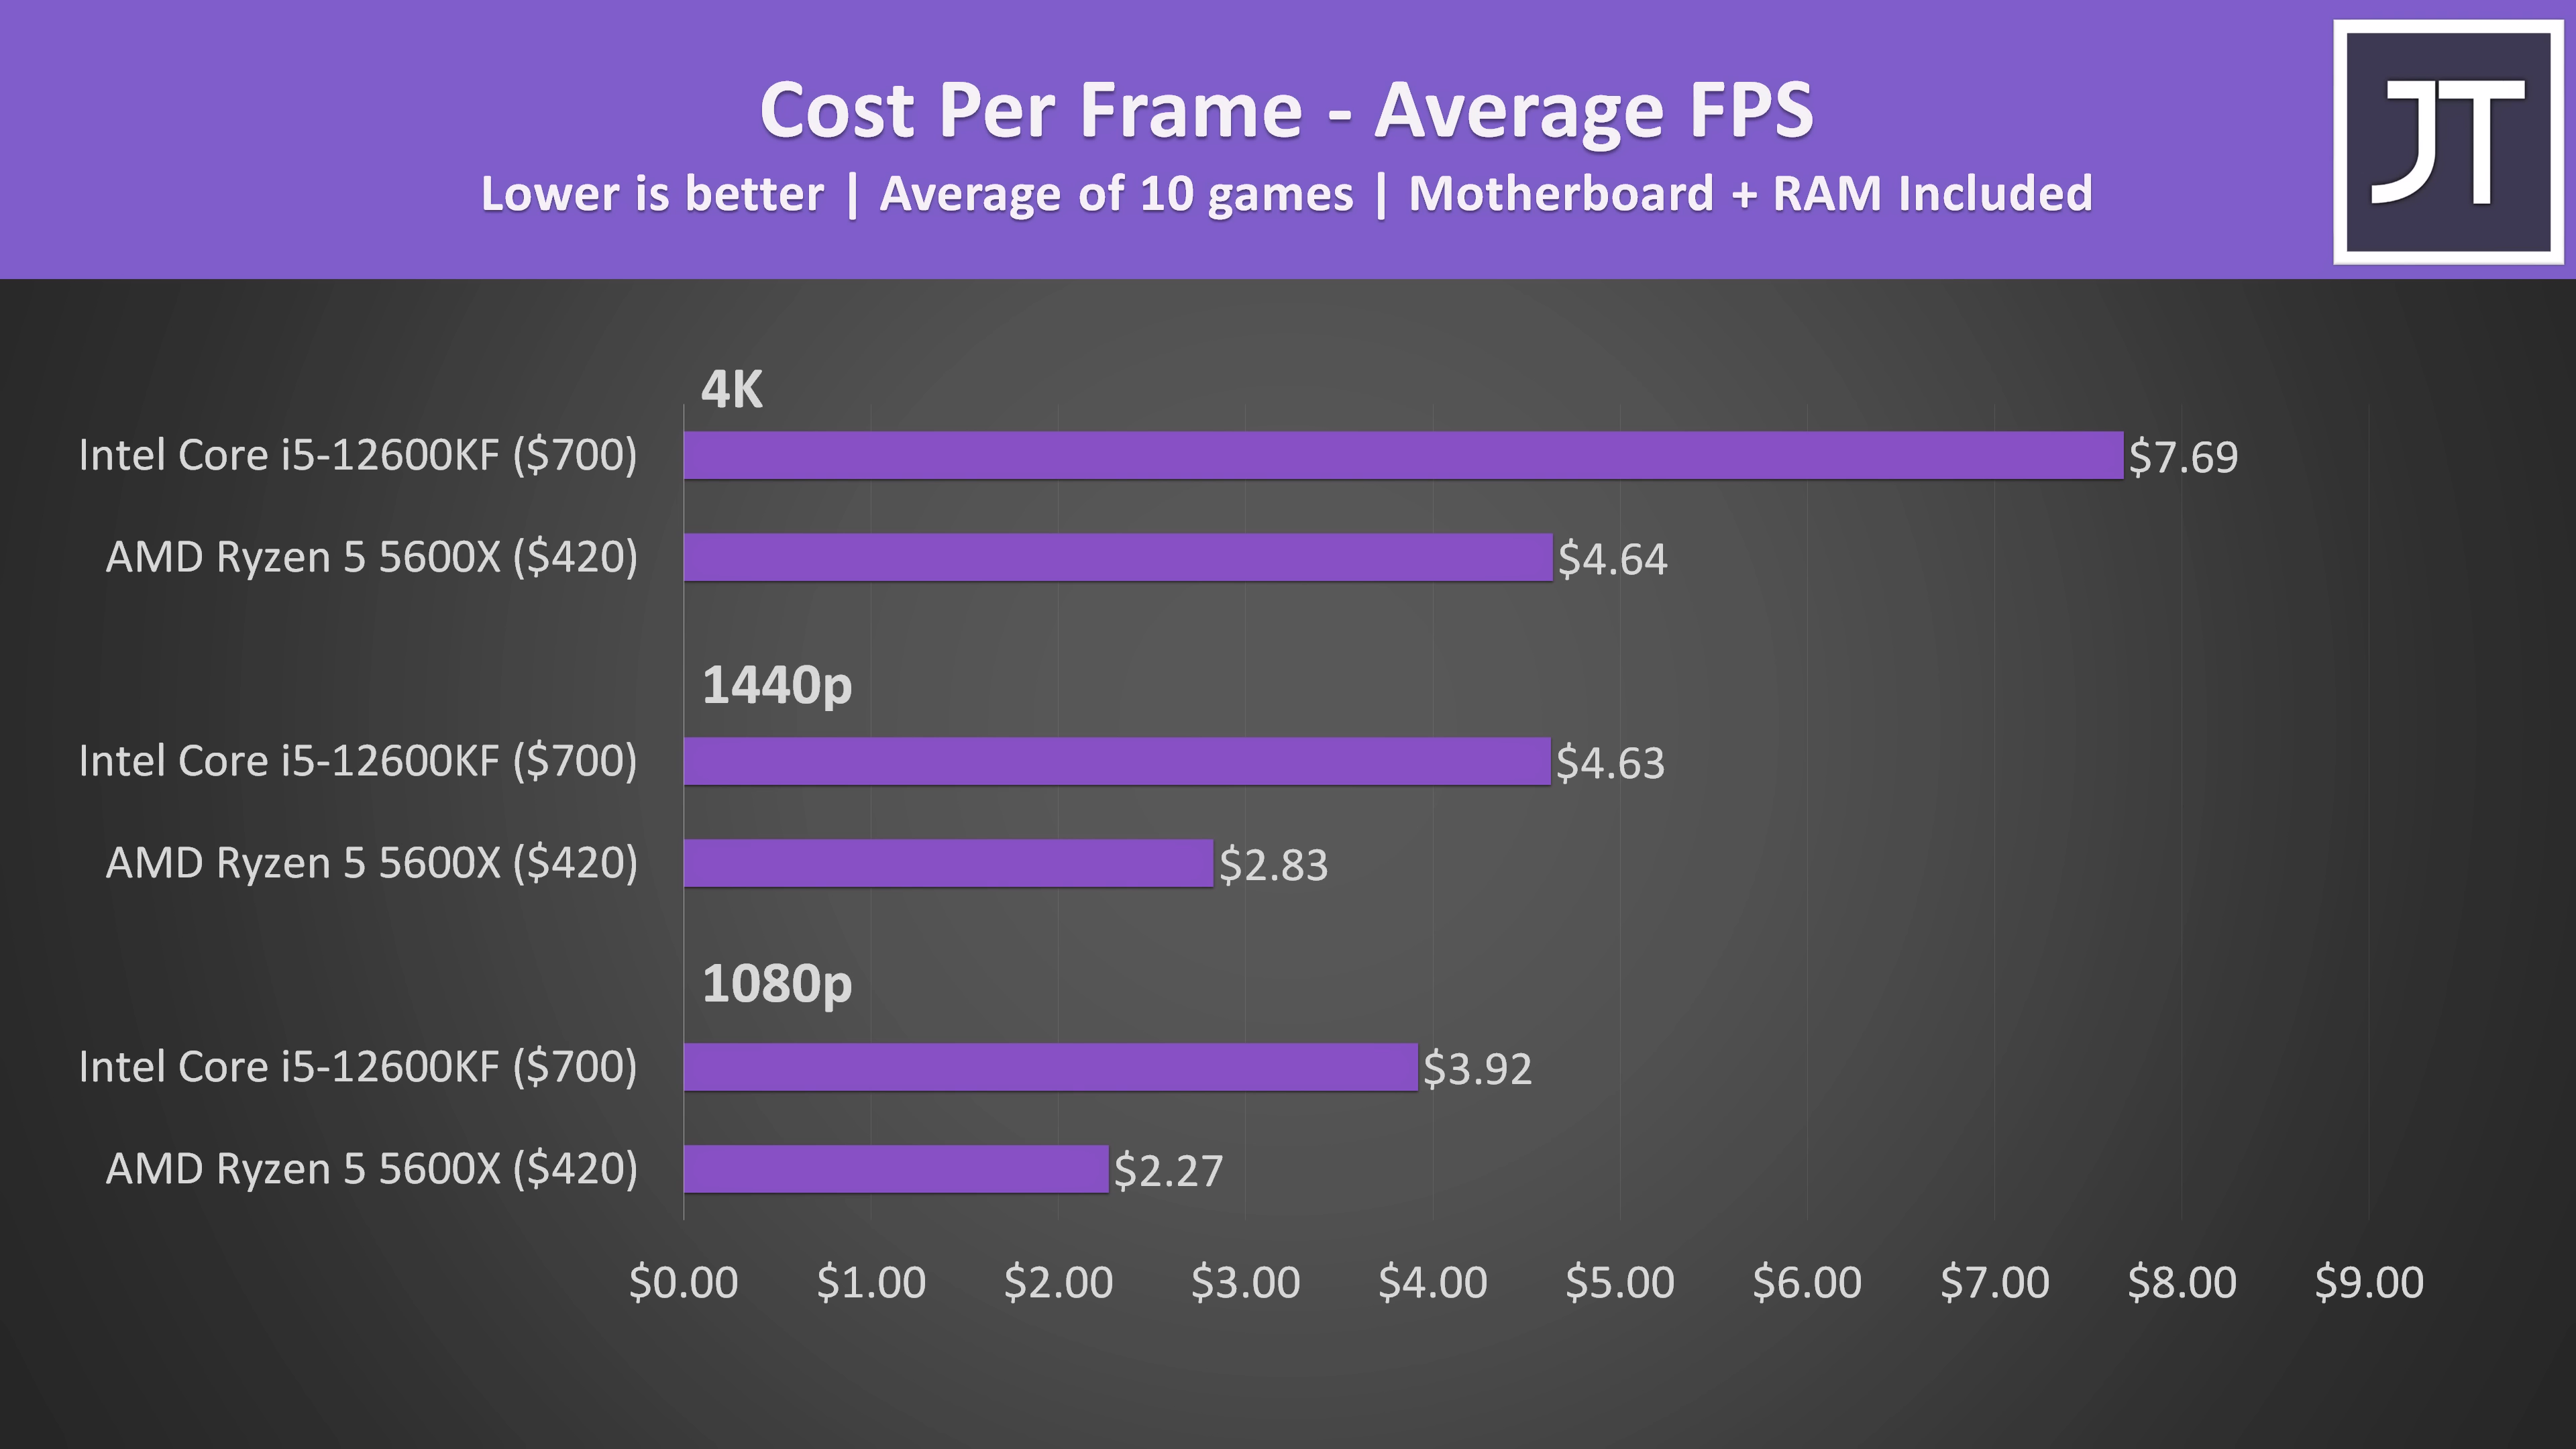 Cost Per Frame - Average FPS
Lower is better | Average of 10 games | Motherboard + RAM Included
JT
4K
Intel Core i5-12600KF ($700) $7.69
AMD Ryzen 5 5600X ($420) $4.64
1440p
Intel Core i5-12600KF ($700) $4.63
AMD Ryzen 5 5600X ($420) $2.83
1080p
Intel Core i5-12600KF ($700) $3.92
AMD Ryzen 5 5600X ($420) $2.27
$0.00 $1.00 $2.00 $3.00 $4.00 $5.00 $6.00 $7.00 $8.00 $9.00